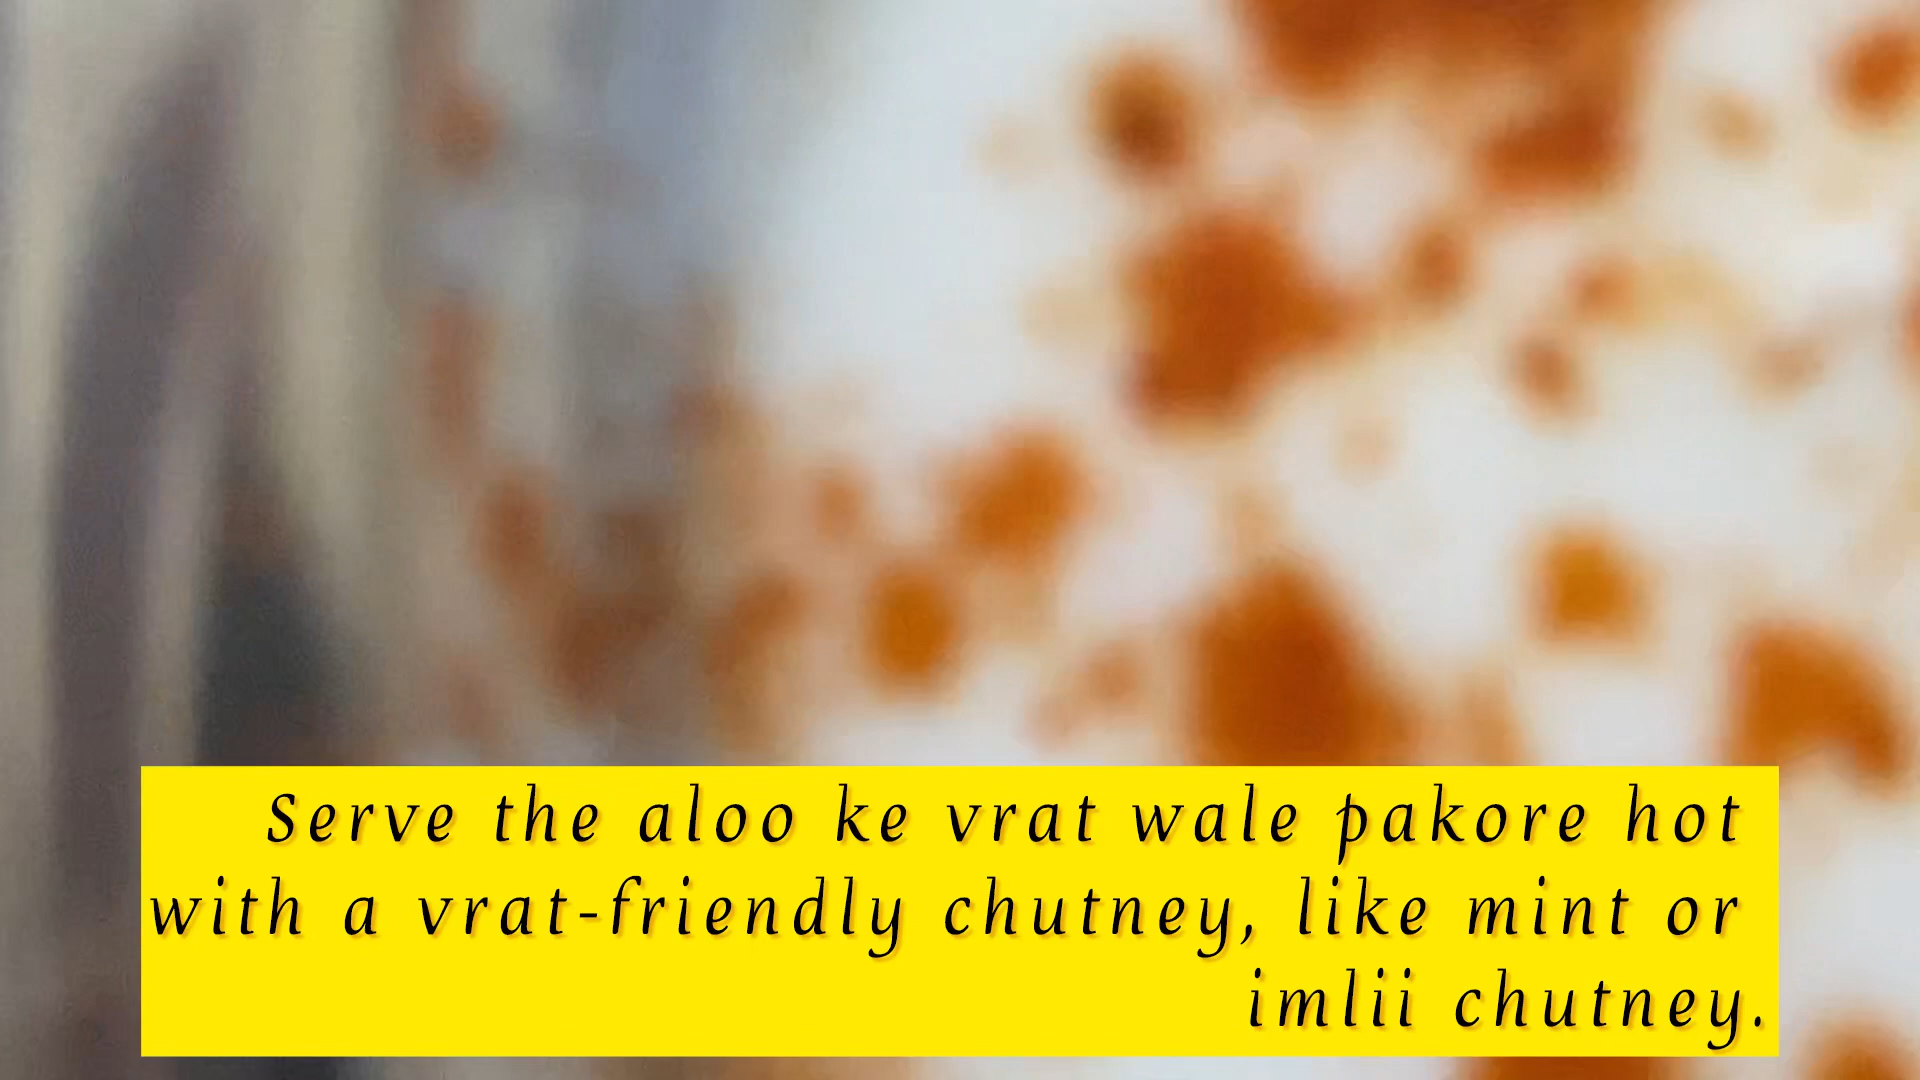 Serve the aloo ke vrat wale pakore hot
with a vrat-friendly chutney, like mint or
imlii chutney.